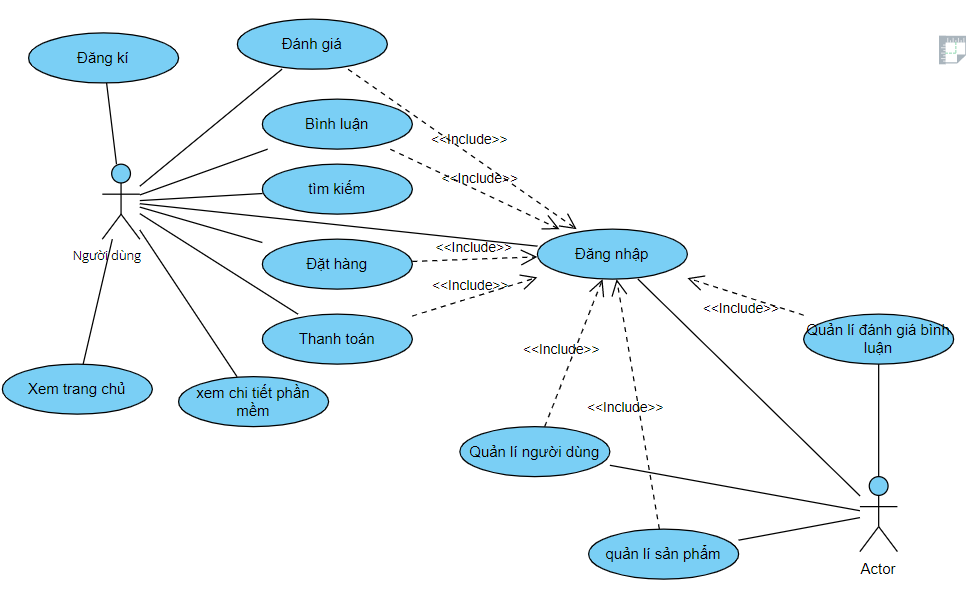 Đánh giá
Đăng kí
Bình luận
<<Include>>
<<Include>>
tìm kiếm
Người dùng
<<Include>>
Đăng nhập
Đặt hàng
<<Include>>
<<Include>>
Quản lí đánh giá bình
luận
Thanh toán
<<Include>>
Xem trang chủ
xem chi tiết phần
mềm
<<Include>>
Quản lí người dùng
quản lí sản phẩm
Actor